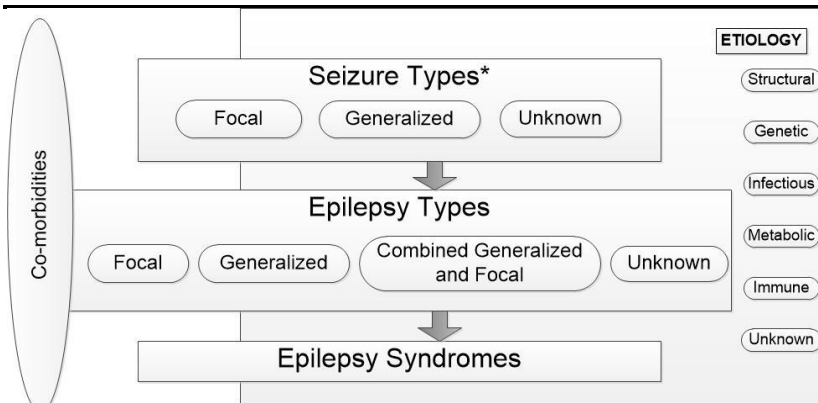 ETIOLOGY
Seizure Types*
Structural
Focal
Generalized
Unknown
Genetic
Co-morbidities
Infectious
Epilepsy Types
Metabolic
Focal
Generalized
Combined Generalized
and Focal
Unknown
Immune
Unknown
Epilepsy Syndromes